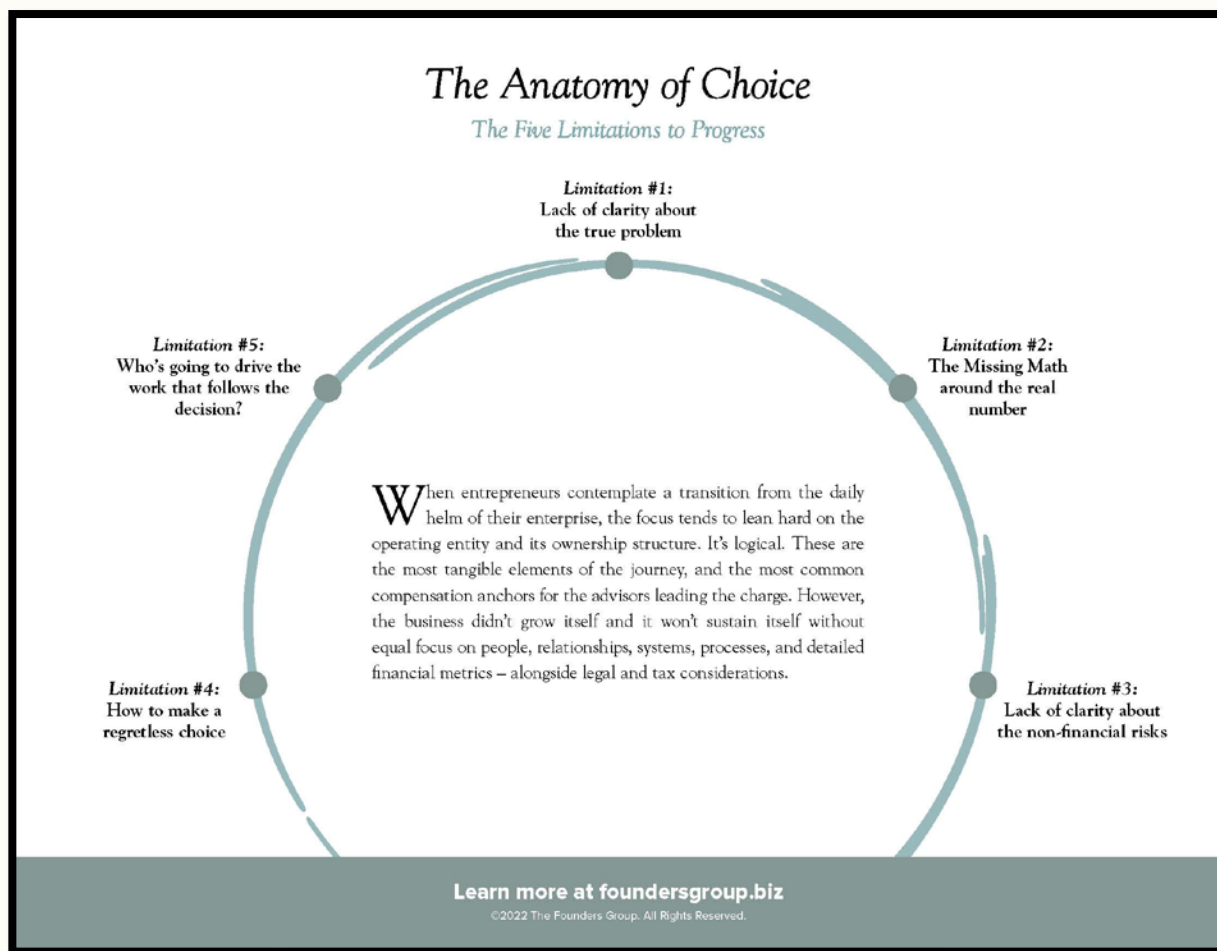 The Anatomy of Choice
The Five Limitations to Progress
Limitation #1:
Lack of clarity about
the true problem
Limitation #2:
The Missing Math
around the real
number
Limitation #3:
Lack of clarity about
the non-financial risks
Limitation #4:
How to make a
regretless choice
Limitation #5:
Who's going to drive the
work that follows the
decision?
When entrepreneurs contemplate a transition from the daily
helm of their enterprise, the focus tends to lean hard on the
operating entity and its ownership structure. It's logical. These are
the most tangible elements of the journey, and the most common
compensation anchors for the advisors leading the charge. However,
the business didn't grow itself and it won't sustain itself without
equal focus on people, relationships, systems, processes, and detailed
financial metrics – alongside legal and tax considerations.
Learn more at foundersgroup.biz
©2022 The Founders Group. All Rights Reserved.